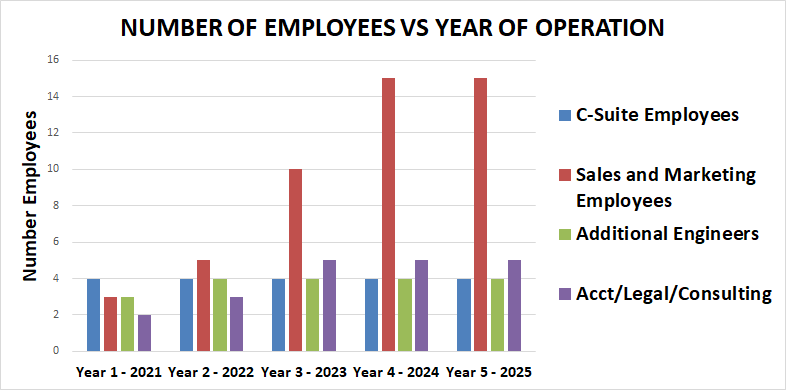 NUMBER OF EMPLOYEES VS YEAR OF OPERATION
Number Employees
16
14
12
10
8
6
4
2
0
Year 1 - 2021
Year 2 - 2022
Year 3 - 2023
Year 4 - 2024
Year 5 - 2025
C-Suite Employees
Sales and Marketing
Employees
Additional Engineers
Acct/Legal/Consulting